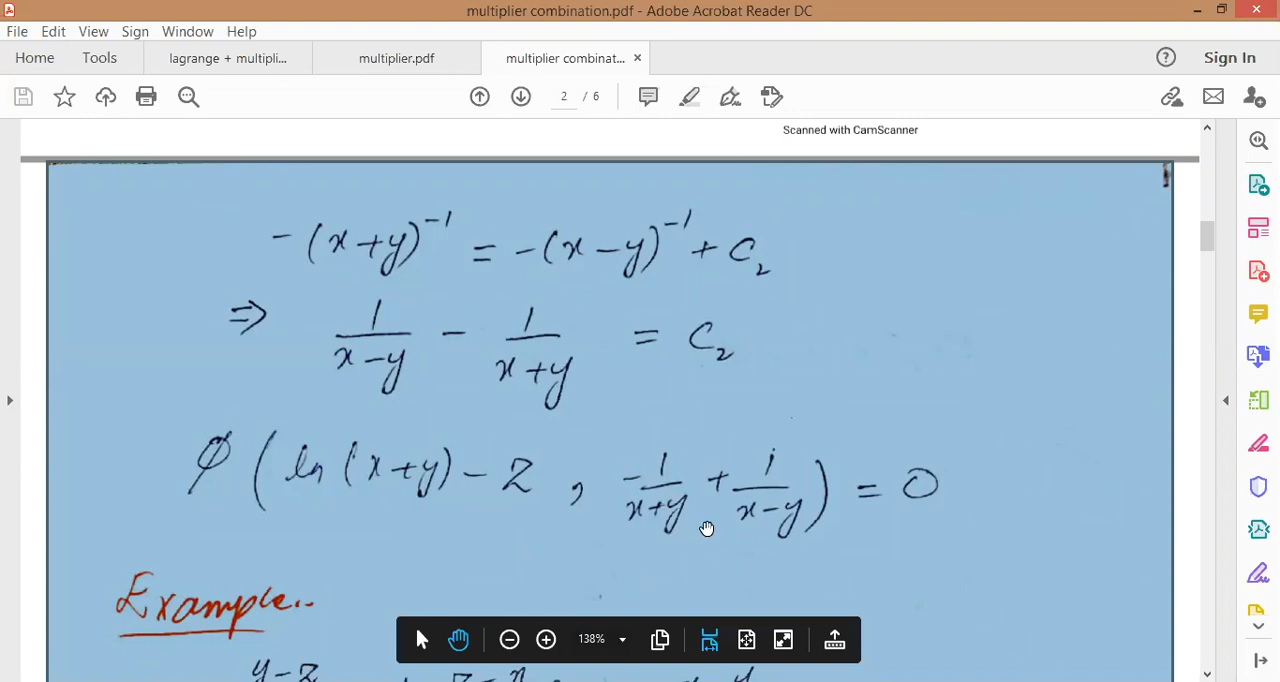 multiplier combination.pdf - Adobe Acrobat Reader DC
File Edit View Sign Window Help
Home Tools lagrange + multipli... multiplier.pdf multiplier combinat... × Sign In
2 / 6
Scanned with CamScanner
-(x+y)^{-1} = -(x-y)^{-1} + C_2
⇒ 1/(x-y) - 1/(x+y) = C_2
ϕ(ln(x+y) - z, -1/(x+y) + 1/(x-y)) = 0
Example..
138%
y-z z-x x-y